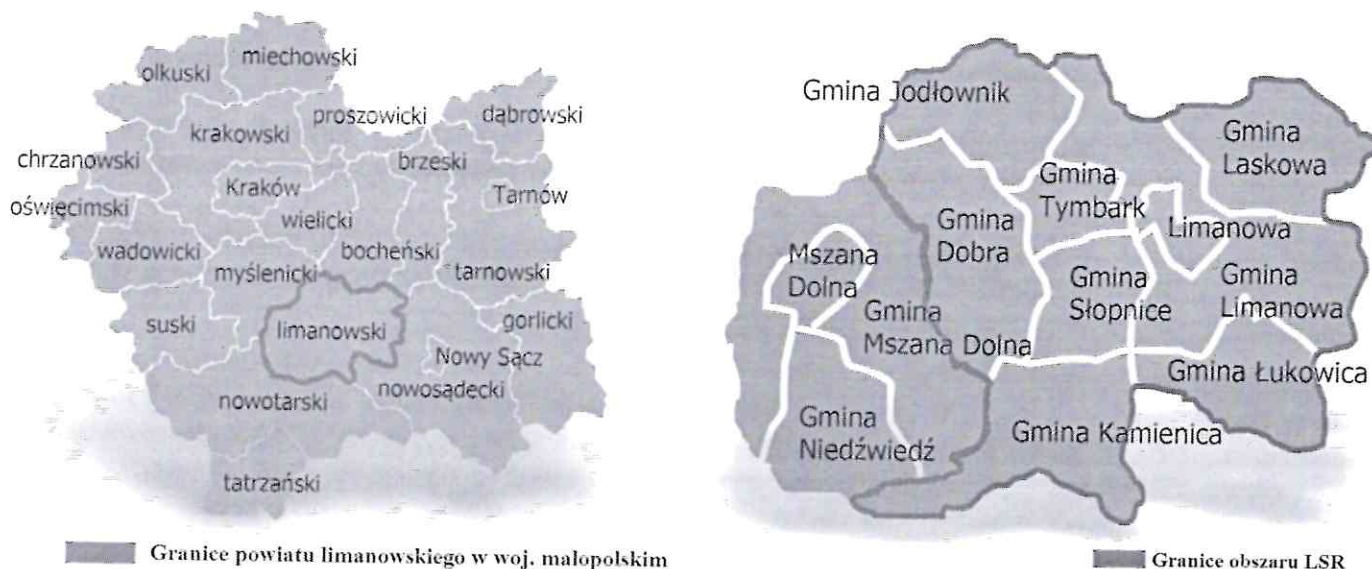 miechowski
olkuski
proszowicki
dąbrowski
krakowski
chrzanowski
brzeski
Kraków
Tarnów
oświęcimski
wielicki
wadowicki
bocheński
myślenicki
tarnowski
suski
limanowski
gorlicki
Nowy Sącz
nowosądecki
nowotarski
tatrzański
Granice powiatu limanowskiego w woj. małopolskim
Gmina Jodłownik
Gmina
Laskowa
Gmina
Tymbark
Gmina
Dobra
Limanowa
Mszana
Dolna
Gmina
Słopnice
Gmina
Limanowa
Gmina
Mszana Dolna
Gmina Łukowica
Gmina
Niedźwiedź
Gmina Kamienica
Granice obszaru LSR